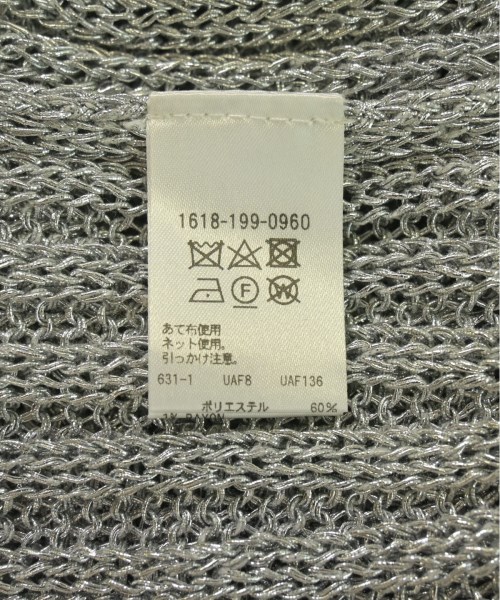 1618-199-0960
F W
あて布使用
ネット使用。
引っかけ注意。
631-1 UAF8 UAF136
ポリエステル 60%
RAYON